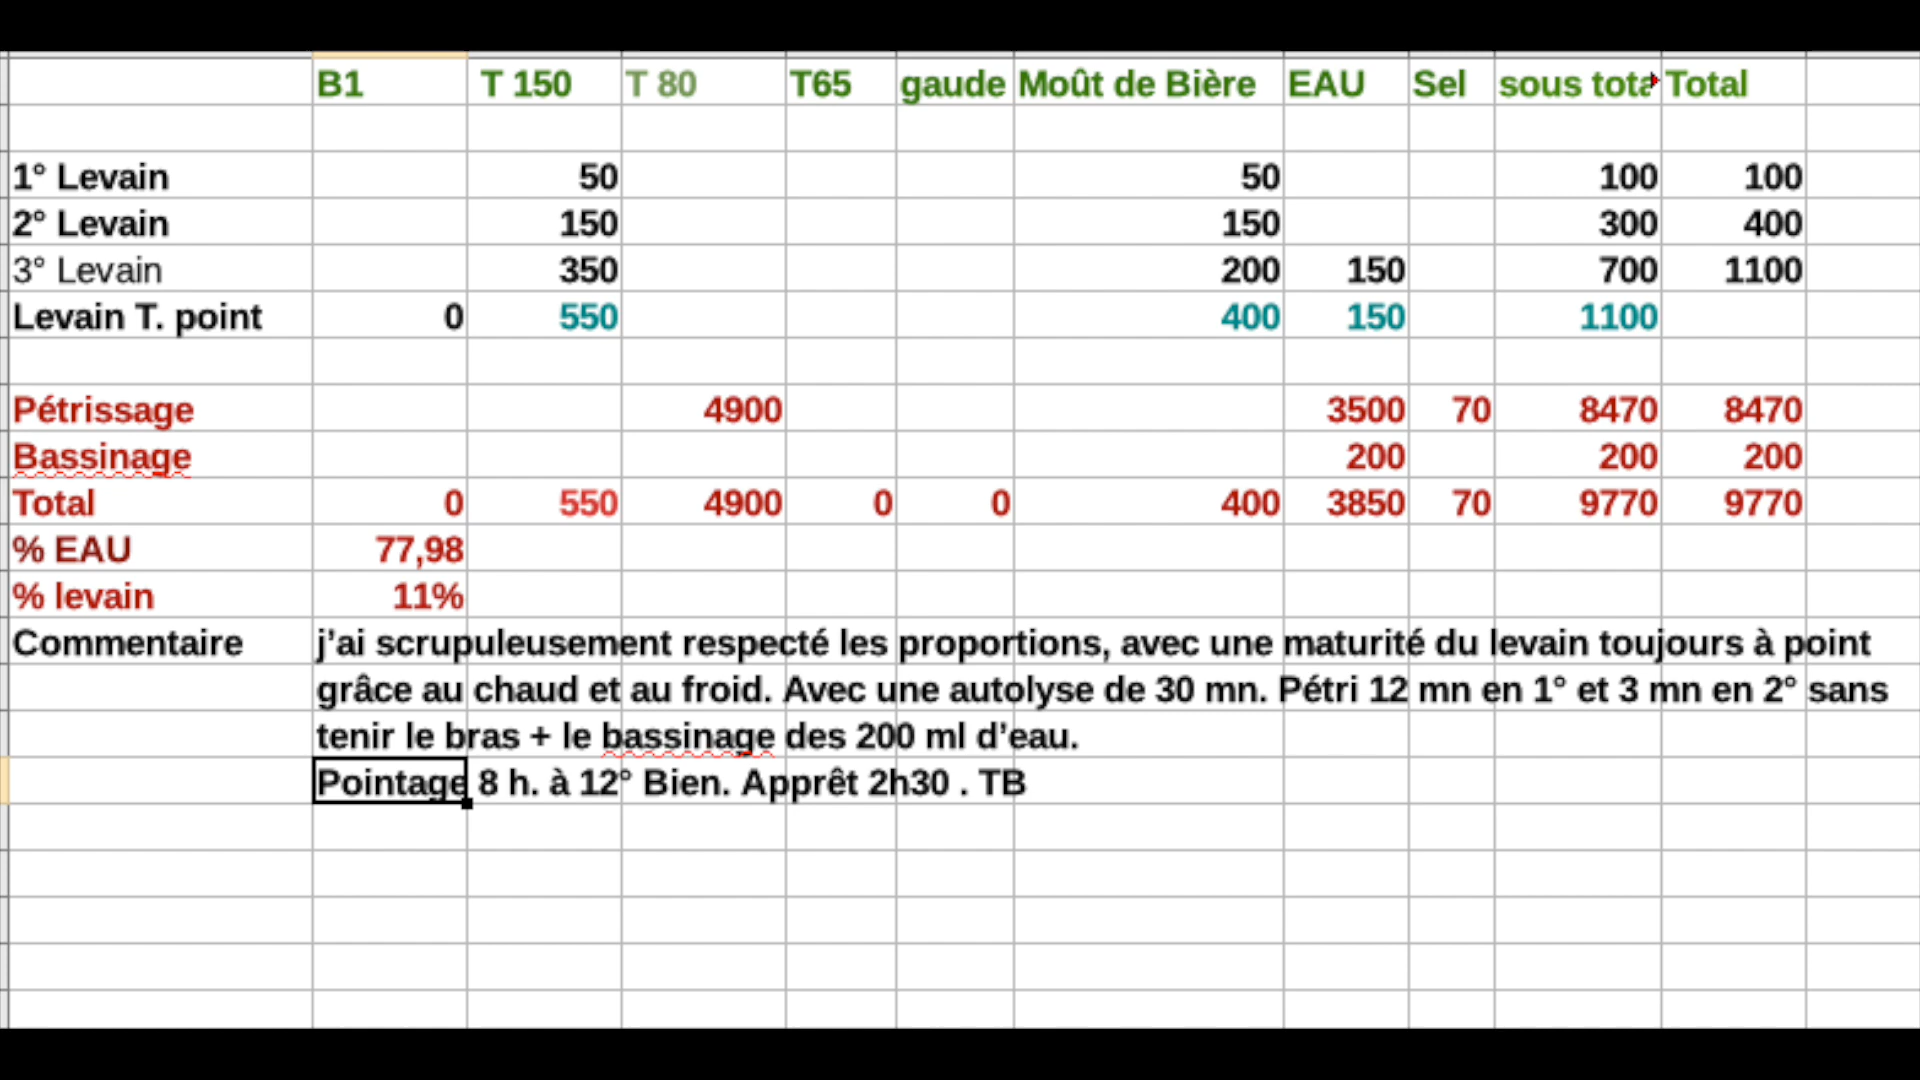 B1 T 150 T 80 T65 gaude Moût de Bière EAU Sel sous tota Total
1° Levain 50 50 100 100
2° Levain 150 150 300 400
3° Levain 350 200 150 700 1100
Levain T. point 0 550 400 150 1100
Pétrissage 4900 3500 70 8470 8470
Bassinage 200 200 200
Total 0 550 4900 0 0 400 3850 70 9770 9770
% EAU 77,98
% levain 11%
Commentaire j'ai scrupuleusement respecté les proportions, avec une maturité du levain toujours à point
grâce au chaud et au froid. Avec une autolyse de 30 mn. Pétri 12 mn en 1° et 3 mn en 2° sans
tenir le bras + le bassinage des 200 ml d'eau.
Pointage 8 h. à 12° Bien. Apprêt 2h30 . TB